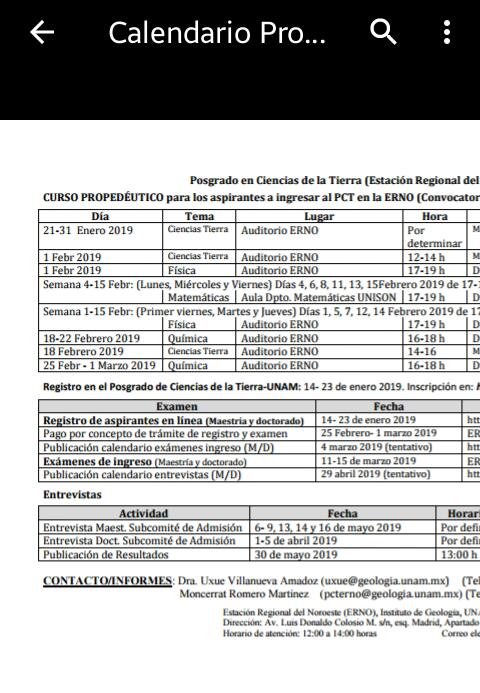 Calendario Pro...
Posgrado en Ciencias de la Tierra (Estación Regional del
CURSO PROPEDÉUTICO para los aspirantes a ingresar al PCT en la ERNO (Convocator
Día Tema Lugar Hora
21-31 Enero 2019 Ciencias Tierra Auditorio ERNO Por determinar M
1 Febr 2019 Ciencias Tierra Auditorio ERNO 12-14 h M
1 Febr 2019 Física Auditorio ERNO 17-19 h D
Semana 4-15 Febr: (Lunes, Miércoles y Viernes) Días 4, 6, 8, 11, 13, 15Febrero 2019 de 17-1
Matemáticas Aula Dpto. Matemáticas UNISON 17-19 h D
Semana 1-15 Febr: (Primer viernes, Martes y Jueves) Días 1, 5, 7, 12, 14 Febrero 2019 de 17
Física Auditorio ERNO 17-19 h D
18-22 Febrero 2019 Química Auditorio ERNO 16-18 h D
18 Febrero 2019 Ciencias Tierra Auditorio ERNO 14-16 M
25 Febr - 1 Marzo 2019 Química Auditorio ERNO 16-18 h D
Registro en el Posgrado de Ciencias de la Tierra-UNAM: 14- 23 de enero 2019. Inscripción en: h
Examen Fecha
Registro de aspirantes en línea (Maestría y doctorado) 14- 23 de enero 2019 htt
Pago por concepto de trámite de registro y examen 25 Febrero- 1 marzo 2019 ER
Publicación calendario exámenes ingreso (M/D) 4 marzo 2019 (tentativo) htt
Exámenes de ingreso (Maestría y doctorado) 11-15 de marzo 2019 ER
Publicación calendario entrevistas (M/D) 29 abril 2019 (tentativo) ER
Entrevistas
Actividad Fecha Horari
Entrevista Maest. Subcomité de Admisión 6- 9, 13, 14 y 16 de mayo 2019 Por defi
Entrevista Doct. Subcomité de Admisión 1-5 de abril 2019 Por defi
Publicación de Resultados 30 de mayo 2019 13:00 h
CONTACTO/INFORMES: Dra. Uxue Villanueva Amadoz (uxue@geologia.unam.mx) (Tel
Montcerrat Romero Martínez (pcterno@geologia.unam.mx) (Te
Estación Regional del Noroeste (ERNO), Instituto de Geología, UNA
Dirección: Av. Luis Donaldo Colosio M. s/n, esq. Madrid, Apartado
Horario de atención: 12:00 a 14:00 horas Correo ele